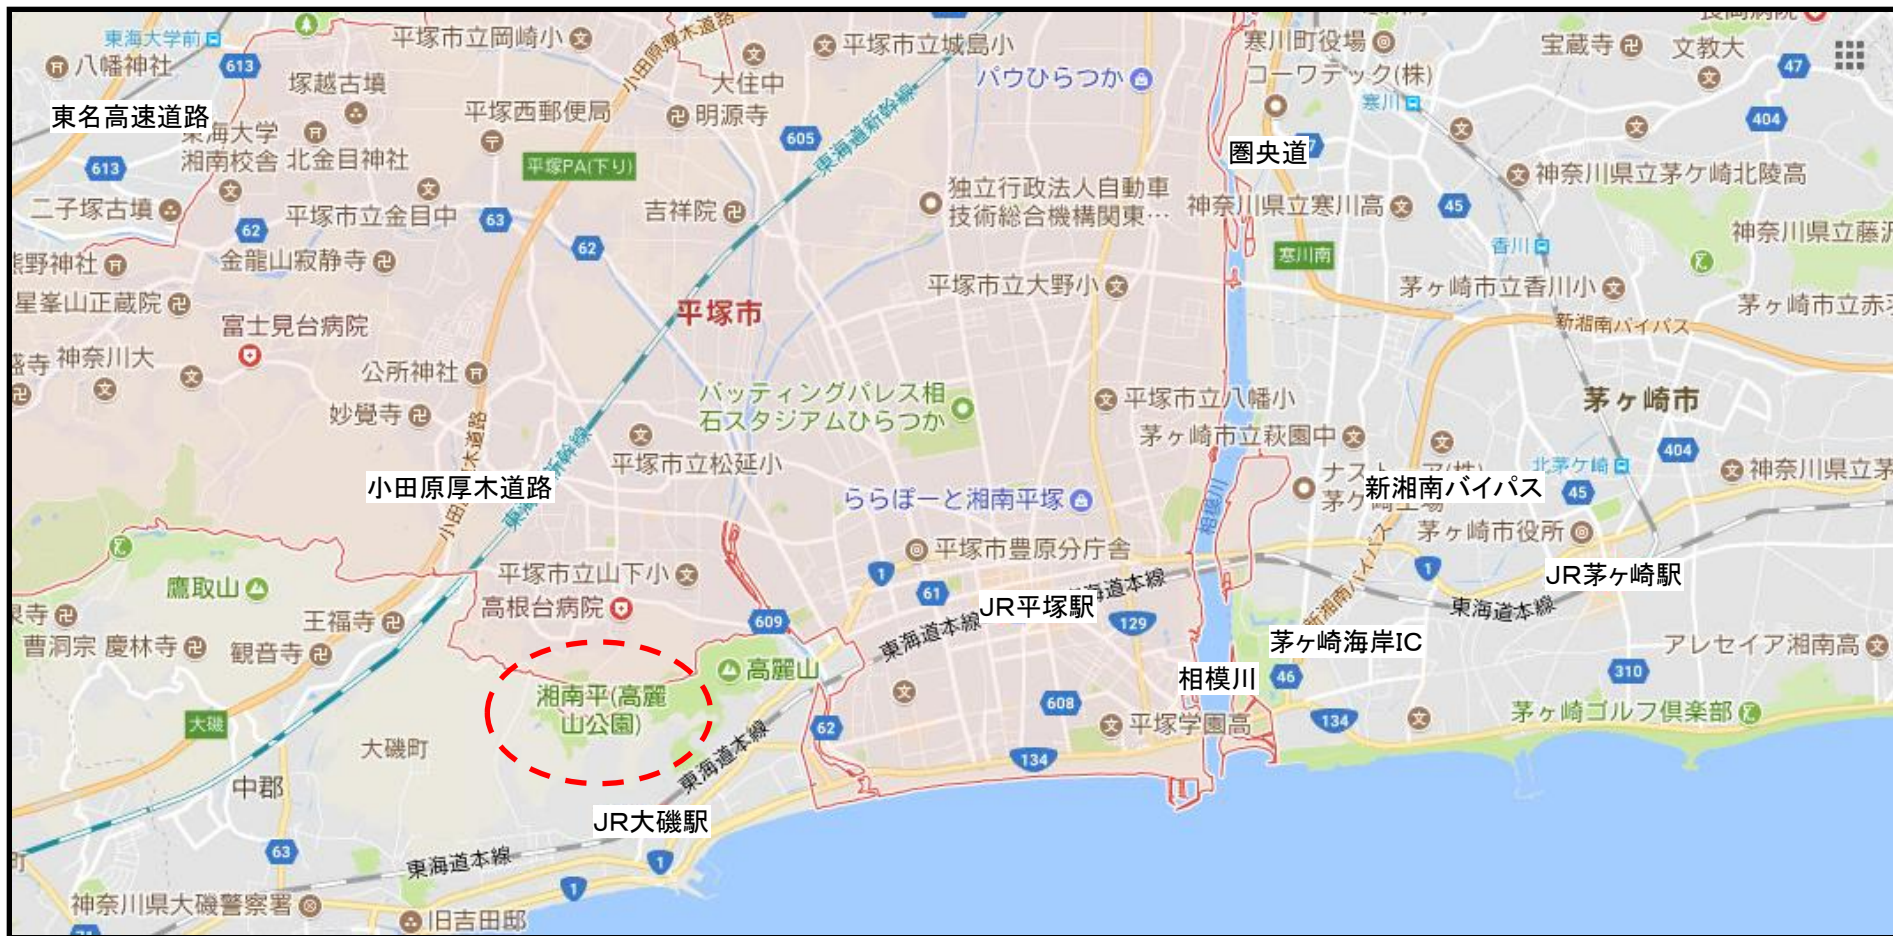 東海大学前
平塚市立岡崎小
小田原厚木道路
平塚市立城島小
寒川町役場
宝蔵寺
文教大
八幡神社
613
塚越古墳
大住中
パウひらつか
コーワテック(株)
47
東名高速道路
平塚西郵便局
明源寺
東海道新幹線
寒川
404
東海大学
湘南校舎
北金目神社
605
圏央道
613
平塚PA(下り)
独立行政法人自動車
技術総合機構関東…
神奈川県立茅ケ崎北陵高
二子塚古墳
平塚市立金目中
63
吉祥院
神奈川県立寒川高
45
62
62
香川
神奈川県立藤沢
熊野神社
金龍山寂静寺
寒川南
星峯山正蔵院
平塚市
平塚市立大野小
茅ヶ崎市立香川小
茅ヶ崎市立赤
富士見台病院
新湘南バイパス
盛寺
神奈川大
公所神社
バッティングパレス相
石スタジアムひらつか
平塚市立八幡小
茅ヶ崎市
妙覺寺
茅ヶ崎市立萩園中
404
平塚市立松延小
北茅ケ崎
神奈川県立茅
小田原厚木道路
ららぽーと湘南平塚
相模川
新湘南バイパス
45
平塚市豊原分庁舎
茅ヶ崎市役所
鷹取山
平塚市立山下小
1
61
東海道本線
新湘南バイパス
1
JR茅ヶ崎駅
高根台病院
JR平塚駅
東海道本線
王福寺
609
東海道本線
129
茅ヶ崎海岸IC
曹洞宗 慶林寺
観音寺
高麗山
相模川
46
アレセイア湘南高
310
湘南平(高麗
山公園)
608
大磯
大磯町
東海道本線
62
平塚学園高
134
茅ヶ崎ゴルフ倶楽部
134
中郡
JR大磯駅
63
東海道本線
1
1
神奈川県大磯警察署
旧吉田邸
71